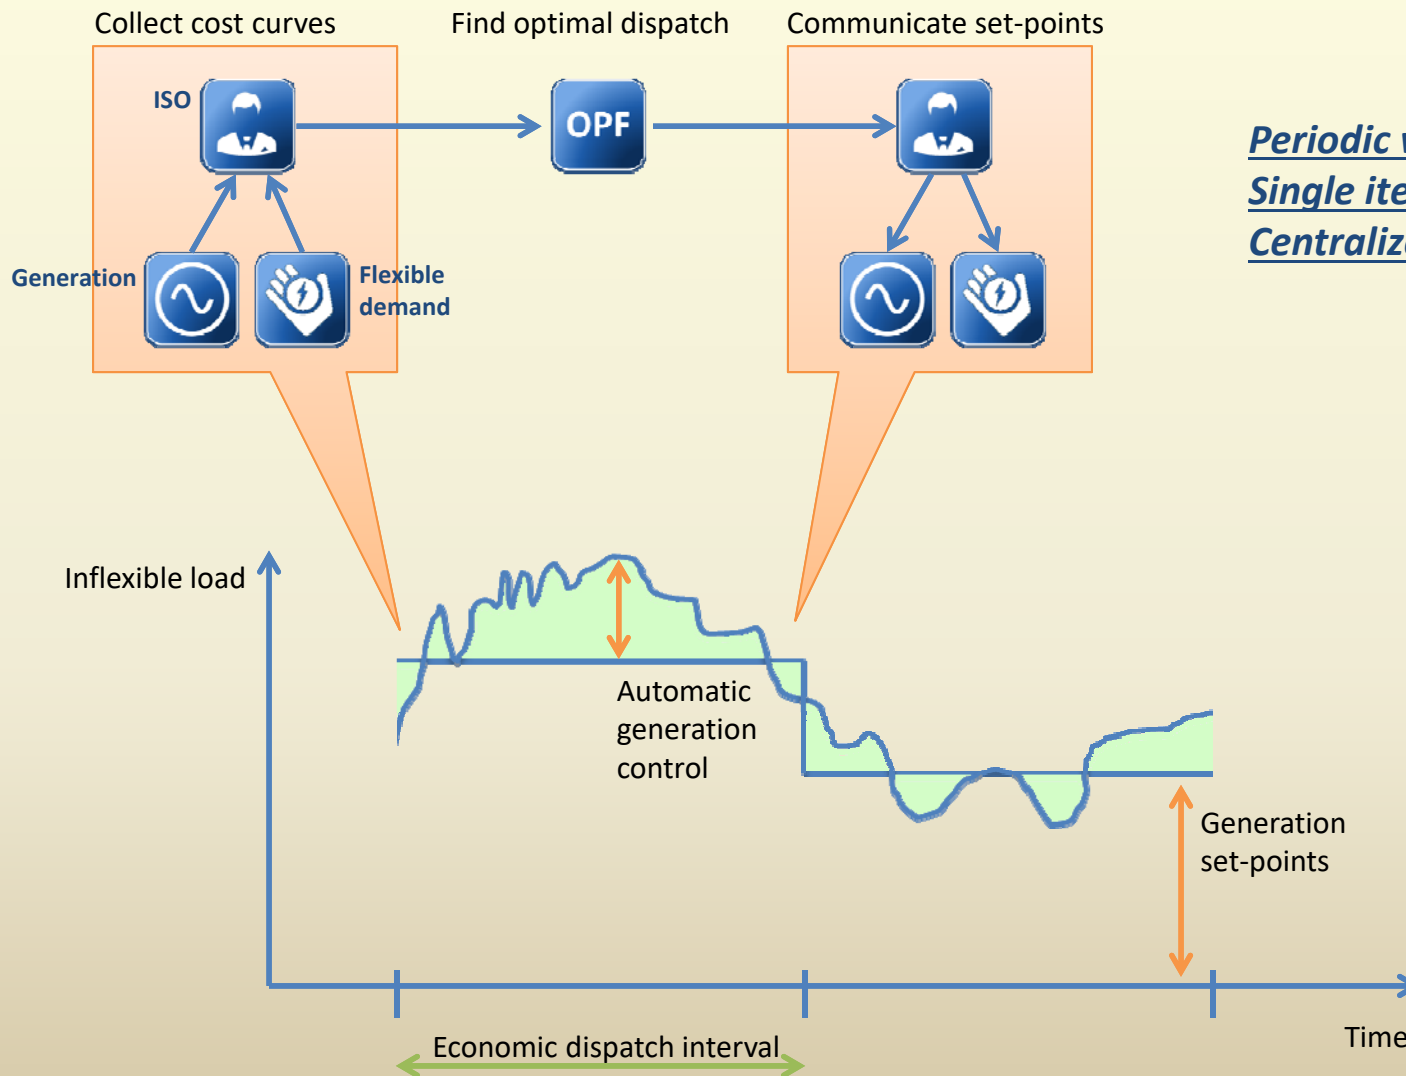 Collect cost curves
Find optimal dispatch
Communicate set-points
ISO
OPF
Periodic
Single
Generation
Flexible
demand
Inflexible load
Automatic
generation
control
Generation
set-points
Time
Economic dispatch interval